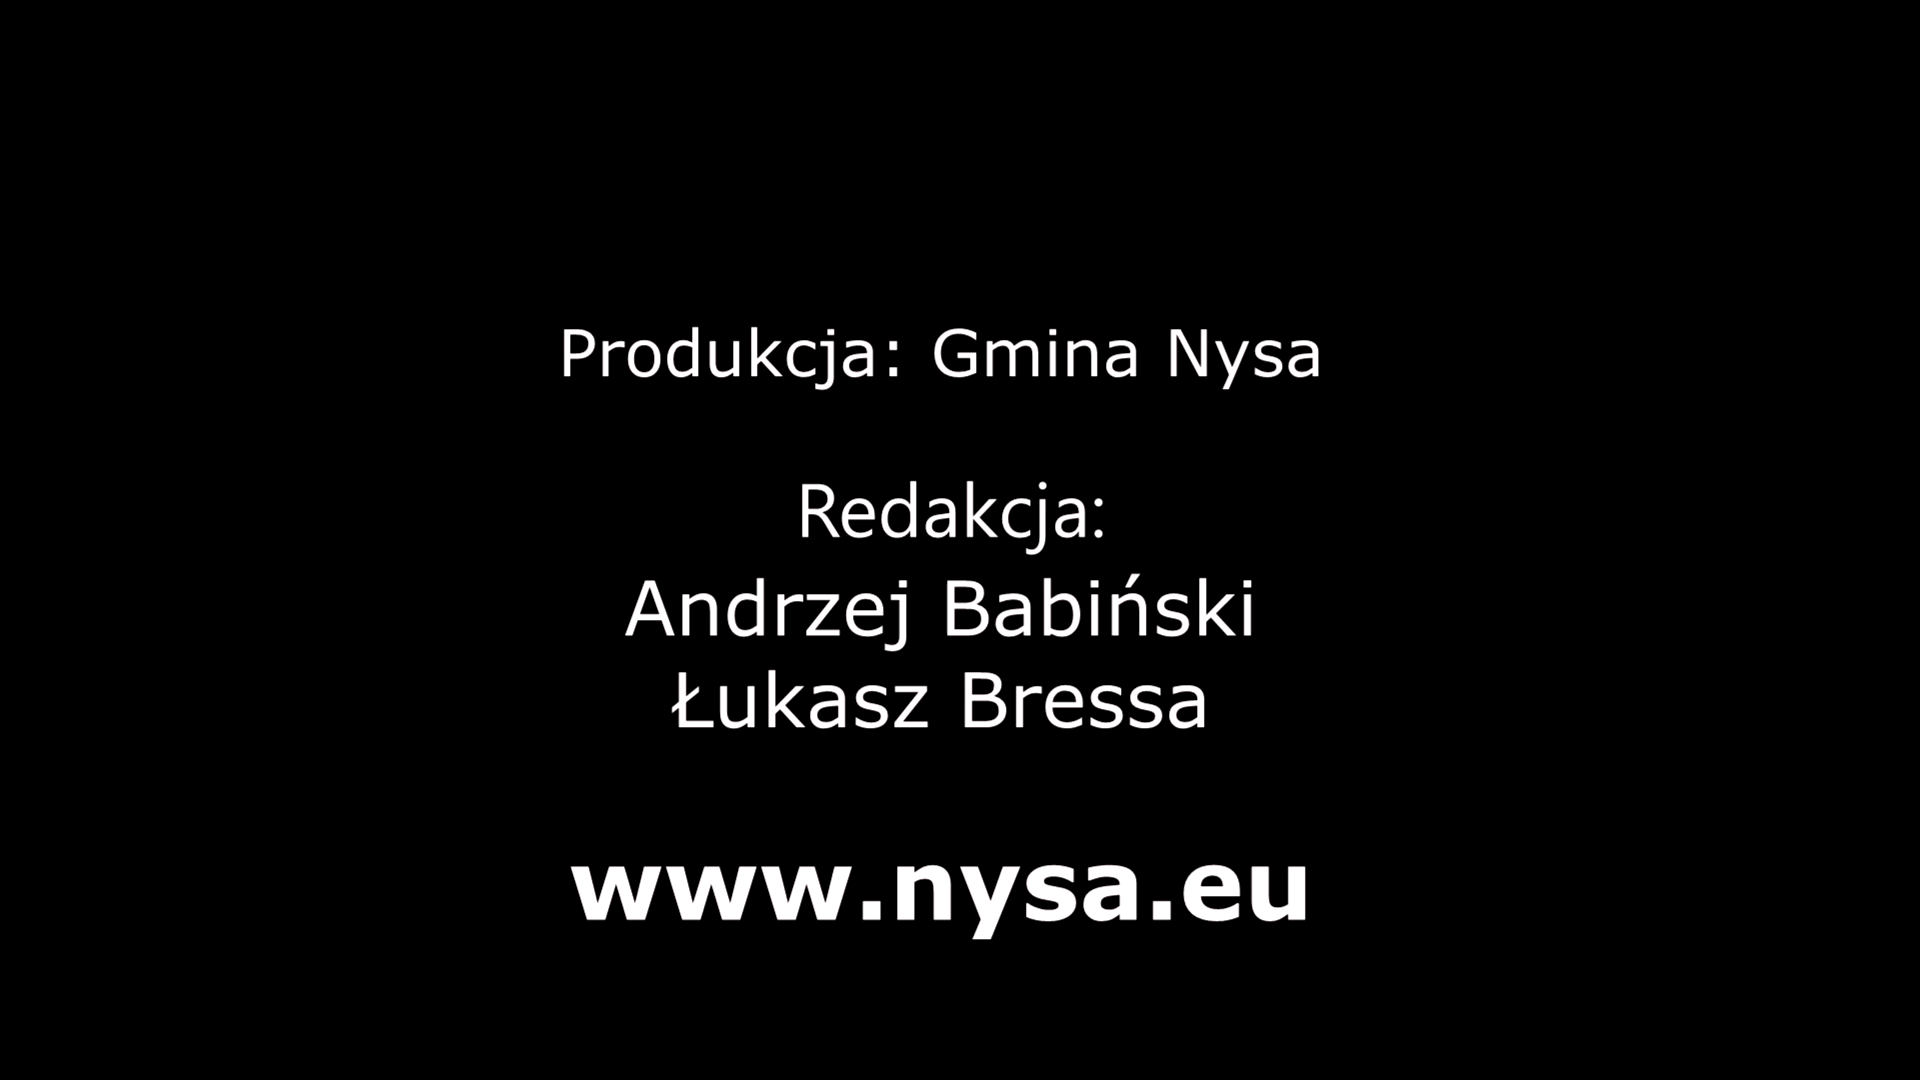 Produkcja: Gmina Nysa
Redakcja:
Andrzej Babiński
Łukasz Bressa
www.nysa.eu